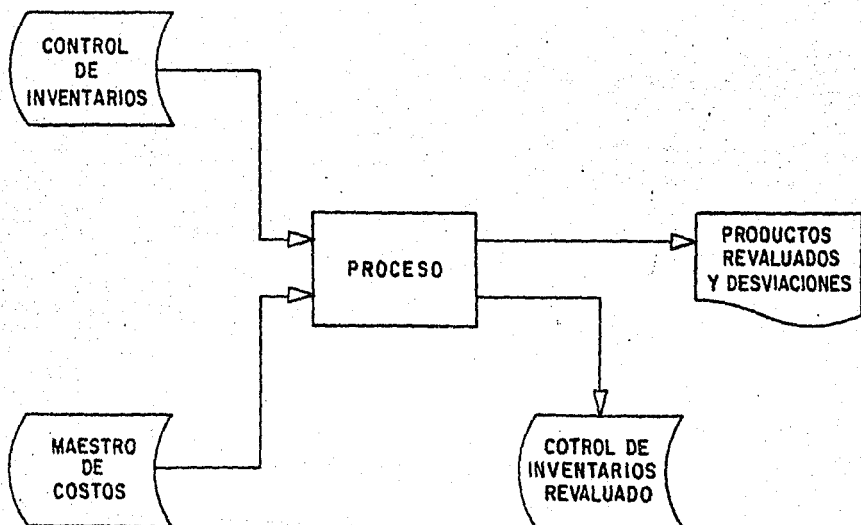 CONTROL
DE
INVENTARIOS
PROCESO
PRODUCTOS
REVALUADOS
Y DESVIACIONES
MAESTRO
DE
COSTOS
COTROL DE
INVENTARIOS
REVALUADO